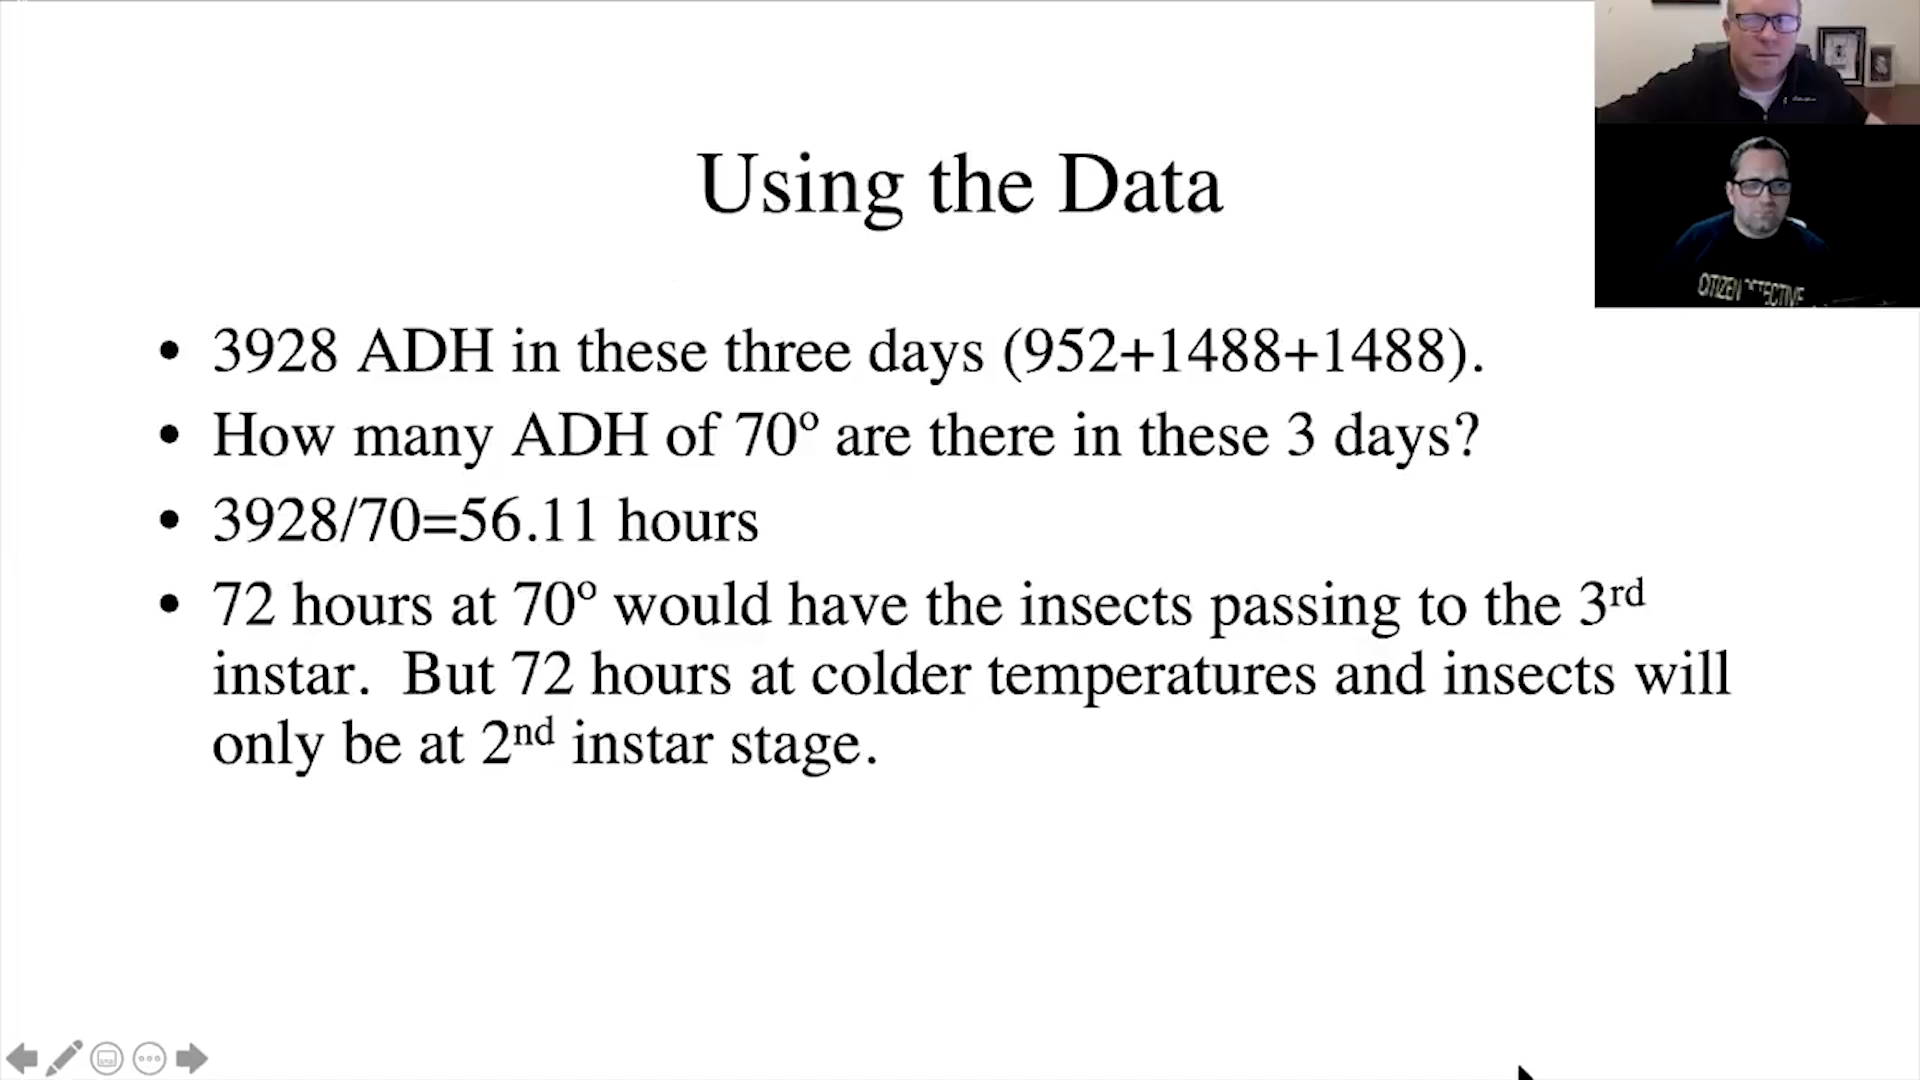 Using the Data
• 3928 ADH in these three days (952+1488+1488).
• How many ADH of 70º are there in these 3 days?
• 3928/70=56.11 hours
• 72 hours at 70º would have the insects passing to the 3rd
instar.  But 72 hours at colder temperatures and insects will
only be at 2nd instar stage.
CITIZEN